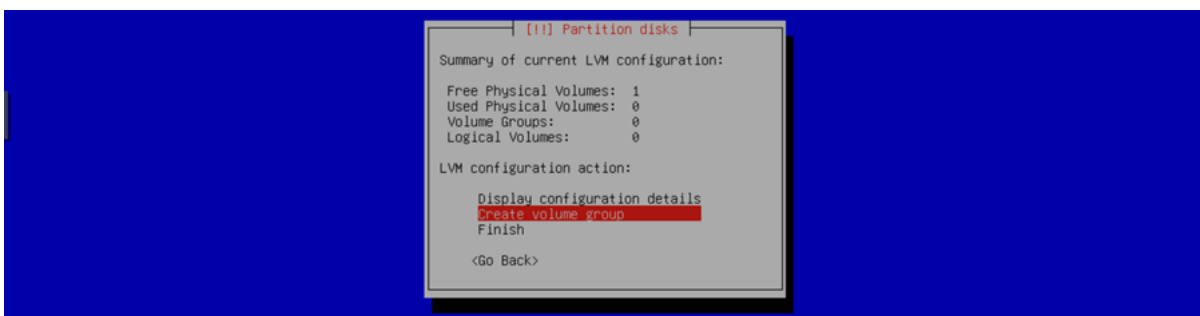 [!!] Partition disks
Summary of current LVM configuration:
Free Physical Volumes: 1
Used Physical Volumes: 0
Volume Groups: 0
Logical Volumes: 0
LVM configuration action:
Display configuration details
Create volume group
Finish
<Go Back>